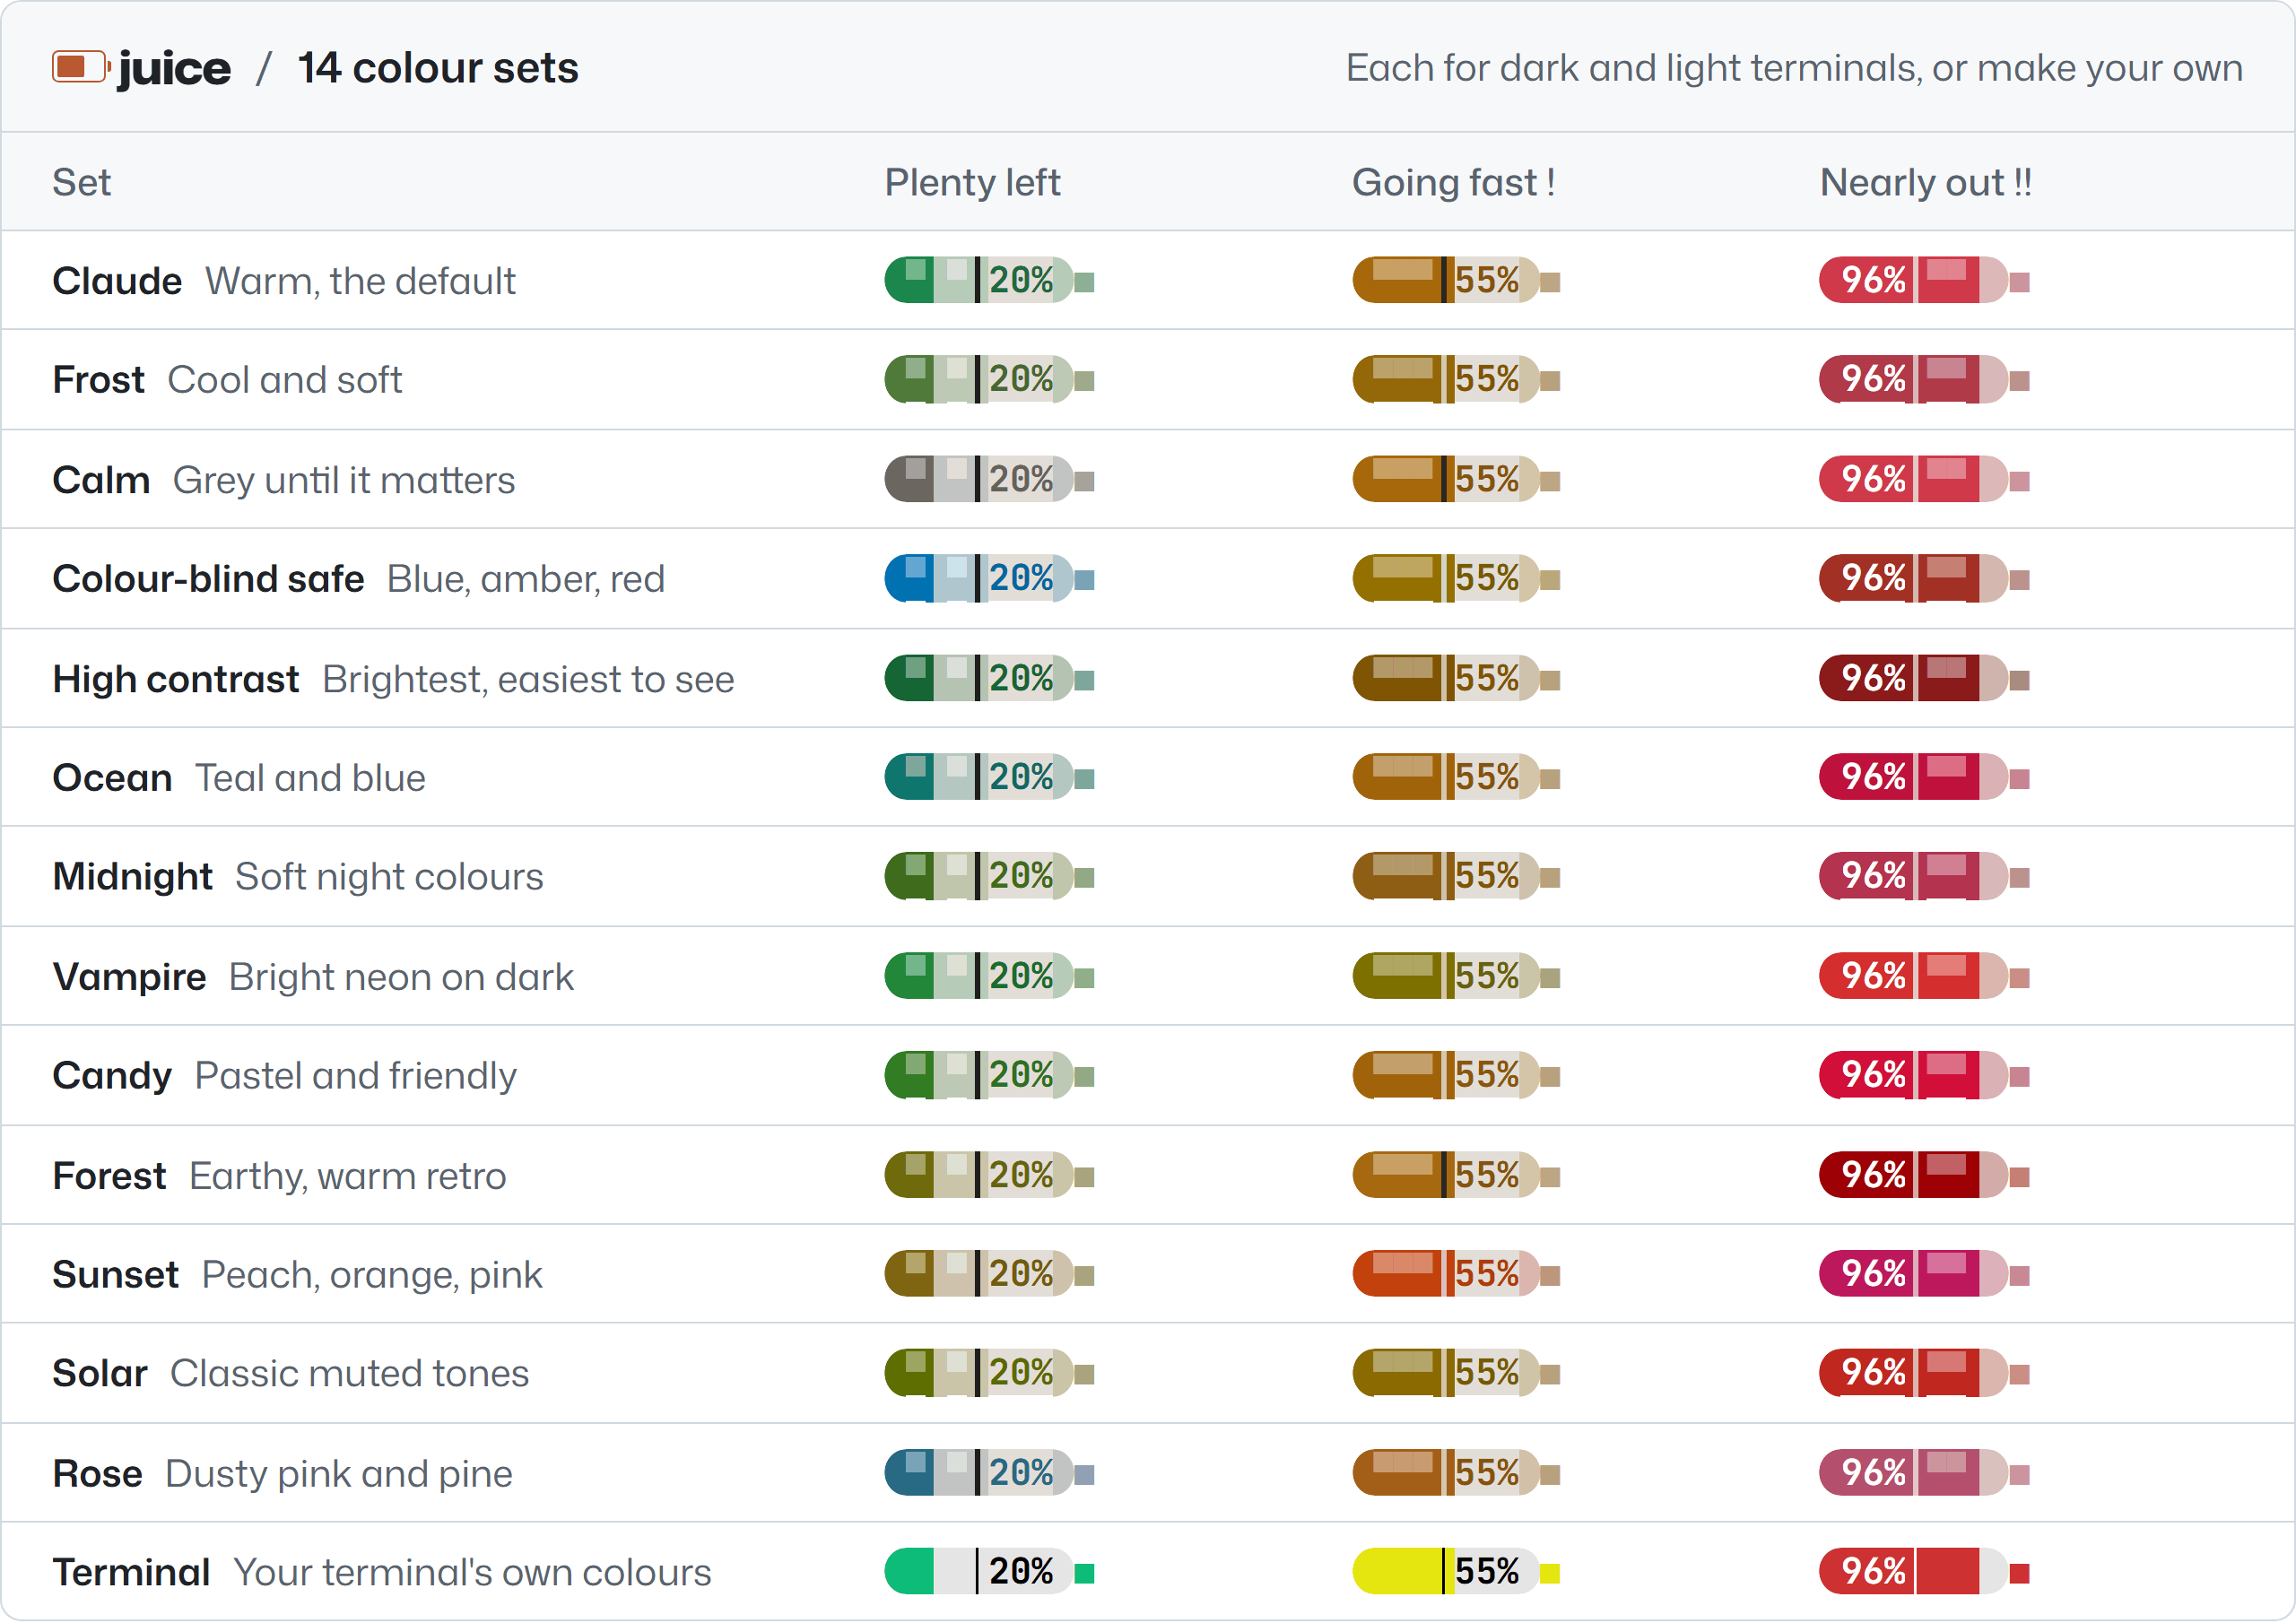 juice / 14 colour sets Each for dark and light terminals, or make your own
Set Plenty left Going fast ! Nearly out !!
Claude Warm, the default 20% 55% 96%
Frost Cool and soft 20% 55% 96%
Calm Grey until it matters 20% 55% 96%
Colour-blind safe Blue, amber, red 20% 55% 96%
High contrast Brightest, easiest to see 20% 55% 96%
Ocean Teal and blue 20% 55% 96%
Midnight Soft night colours 20% 55% 96%
Vampire Bright neon on dark 20% 55% 96%
Candy Pastel and friendly 20% 55% 96%
Forest Earthy, warm retro 20% 55% 96%
Sunset Peach, orange, pink 20% 55% 96%
Solar Classic muted tones 20% 55% 96%
Rose Dusty pink and pine 20% 55% 96%
Terminal Your terminal's own colours 20% 55% 96%